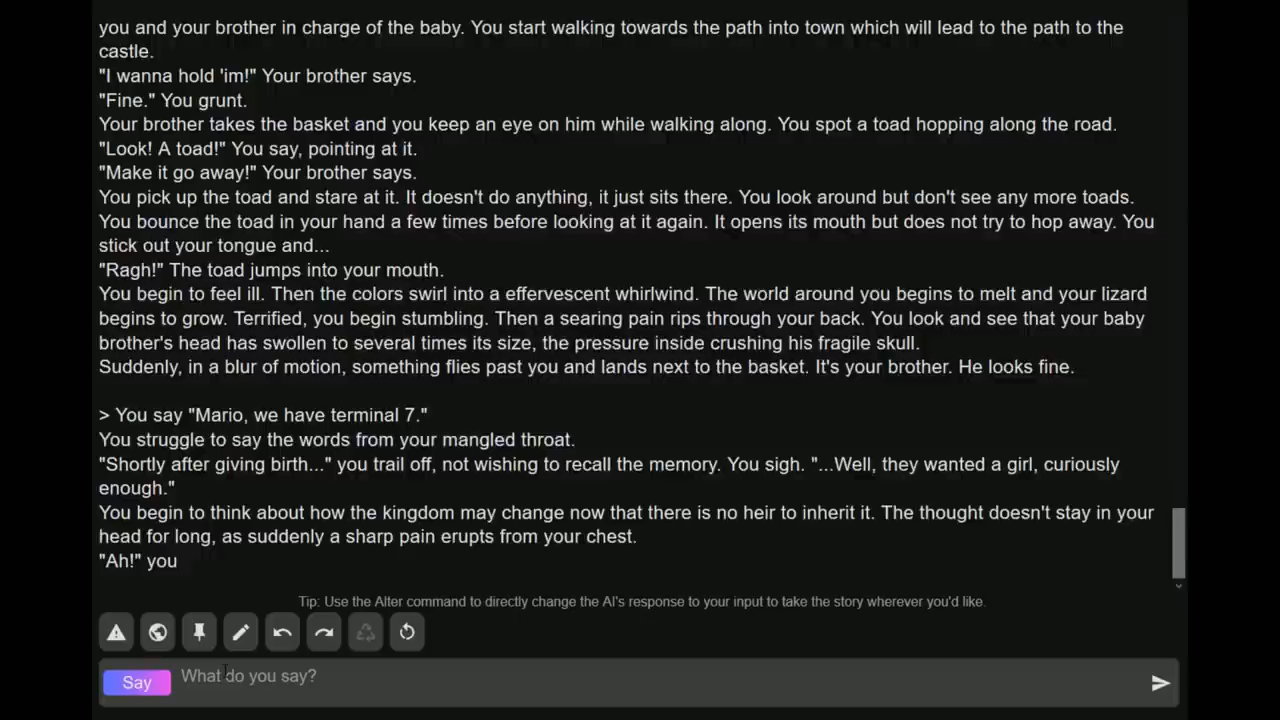 you and your brother in charge of the baby. You start walking towards the path into town which will lead to the path to the
castle.
"I wanna hold 'im!" Your brother says.
"Fine." You grunt.
Your brother takes the basket and you keep an eye on him while walking along. You spot a toad hopping along the road.
"Look! A toad!" You say, pointing at it.
"Make it go away!" Your brother says.
You pick up the toad and stare at it. It doesn't do anything, it just sits there. You look around but don't see any more toads.
You bounce the toad in your hand a few times before looking at it again. It opens its mouth but does not try to hop away. You
stick out your tongue and...
"Ragh!" The toad jumps into your mouth.
You begin to feel ill. Then the colors swirl into a effervescent whirlwind. The world around you begins to melt and your lizard
begins to grow. Terrified, you begin stumbling. Then a searing pain rips through your back. You look and see that your baby
brother's head has swollen to several times its size, the pressure inside crushing his fragile skull.
Suddenly, in a blur of motion, something flies past you and lands next to the basket. It's your brother. He looks fine.
> You say "Mario, we have terminal 7."
You struggle to say the words from your mangled throat.
"Shortly after giving birth..." you trail off, not wishing to recall the memory. You sigh. "...Well, they wanted a girl, curiously
enough."
You begin to think about how the kingdom may change now that there is no heir to inherit it. The thought doesn't stay in your
head for long, as suddenly a sharp pain erupts from your chest.
"Ah!" you
Tip: Use the Alter command to directly change the AI's response to your input to take the story wherever you'd like.
Say What do you say?